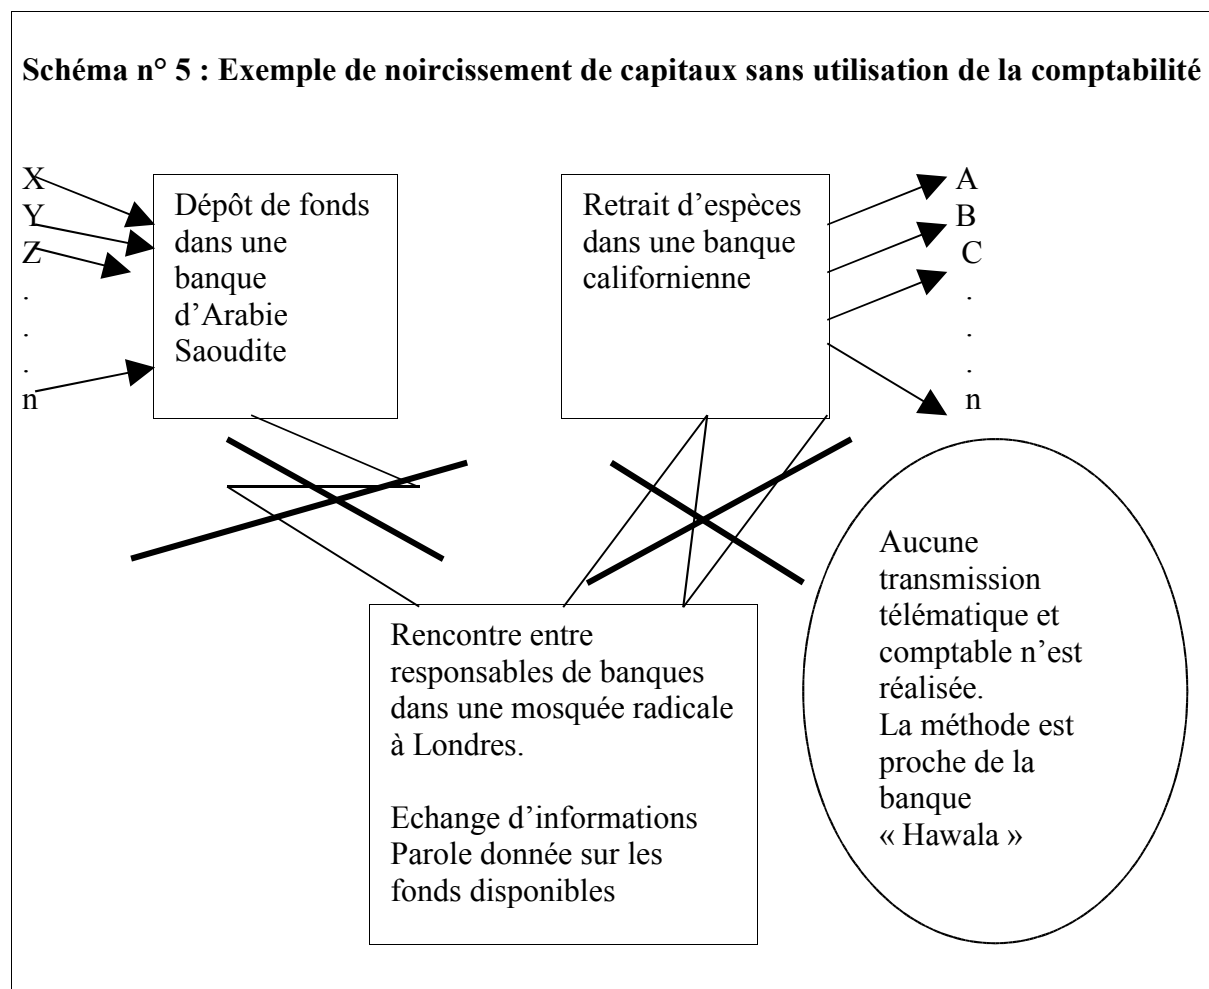 Schéma n° 5 : Exemple de noircissement de capitaux sans utilisation de la comptabilité
X
Y
Z
.
.
.
n
Dépôt de fonds
dans une
banque
d’Arabie
Saoudite
Retrait d’espèces
dans une banque
californienne
A
B
C
.
.
.
n
Rencontre entre
responsables de banques
dans une mosquée radicale
à Londres.
Echange d’informations
Parole donnée sur les
fonds disponibles
Aucune
transmission
télématique et
comptable n’est
réalisée.
La méthode est
proche de la
banque
« Hawala »